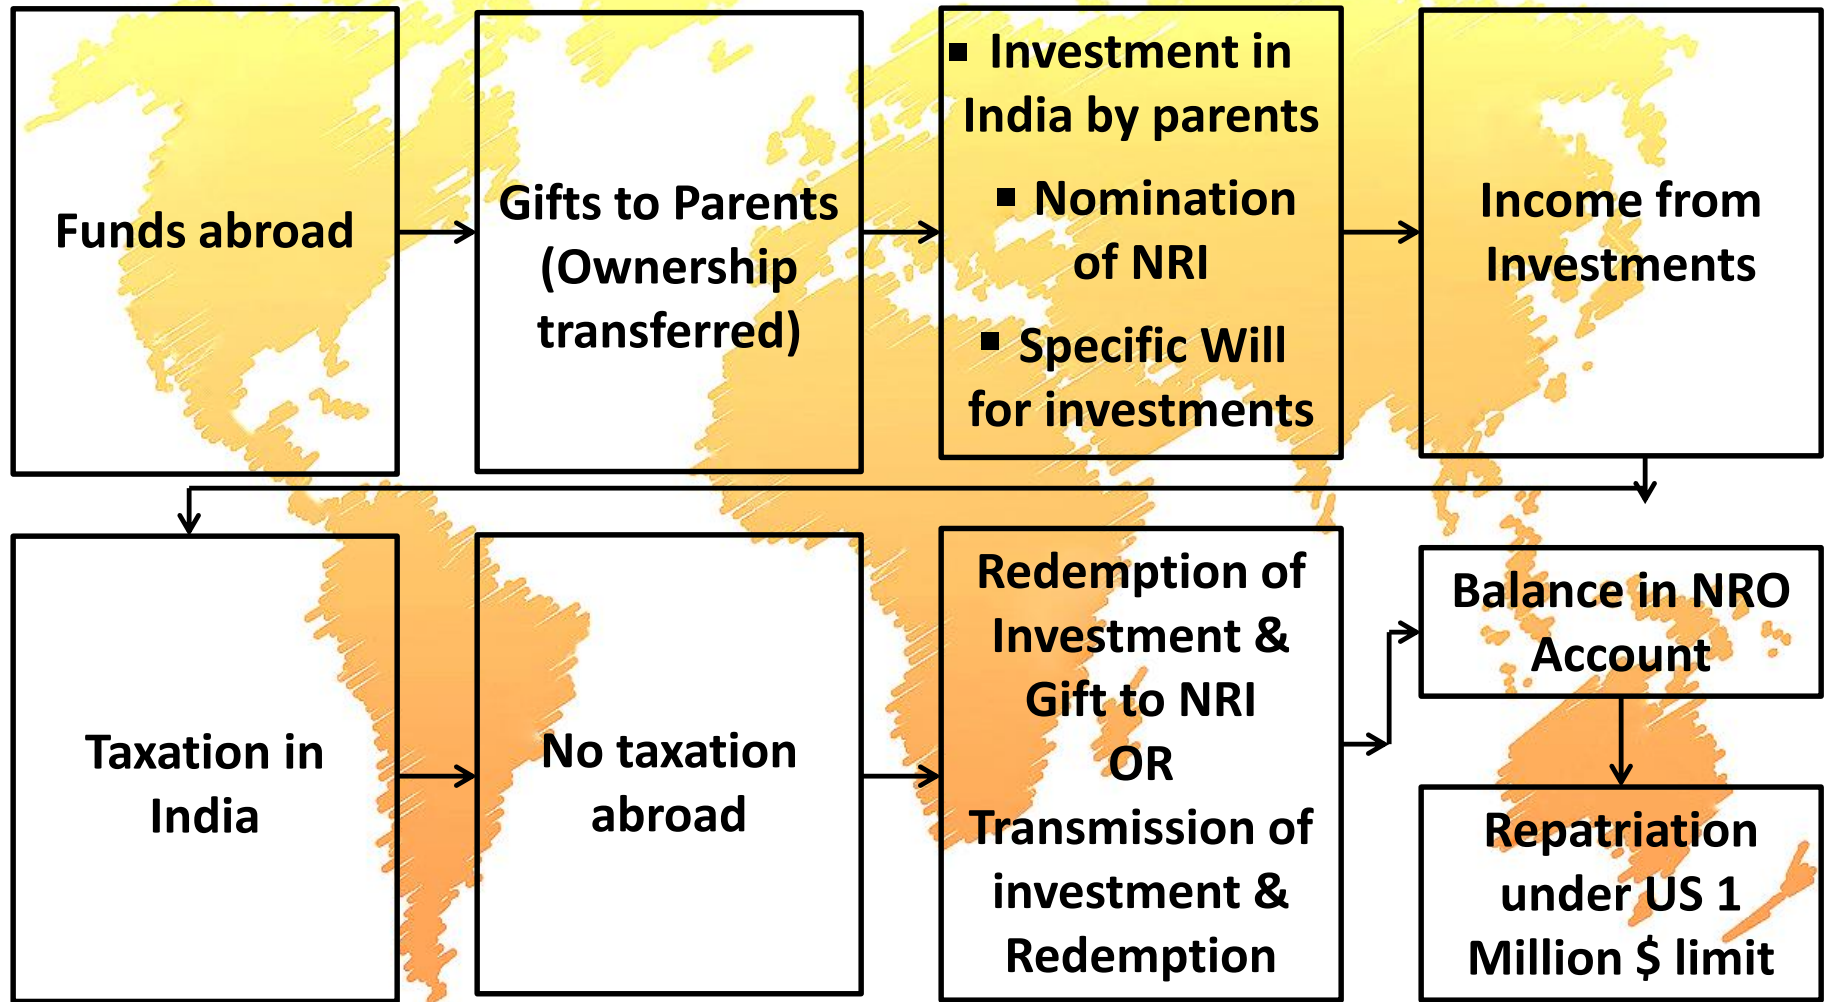 Funds abroad
Gifts to Parents
(Ownership
transferred)
▪ Investment in
India by parents
▪ Nomination
of NRI
▪ Specific Will
for investments
Income from
Investments
Taxation in
India
No taxation
abroad
Redemption of
Investment &
Gift to NRI
OR
Transmission of
investment &
Redemption
Balance in NRO
Account
Repatriation
under US 1
Million $ limit